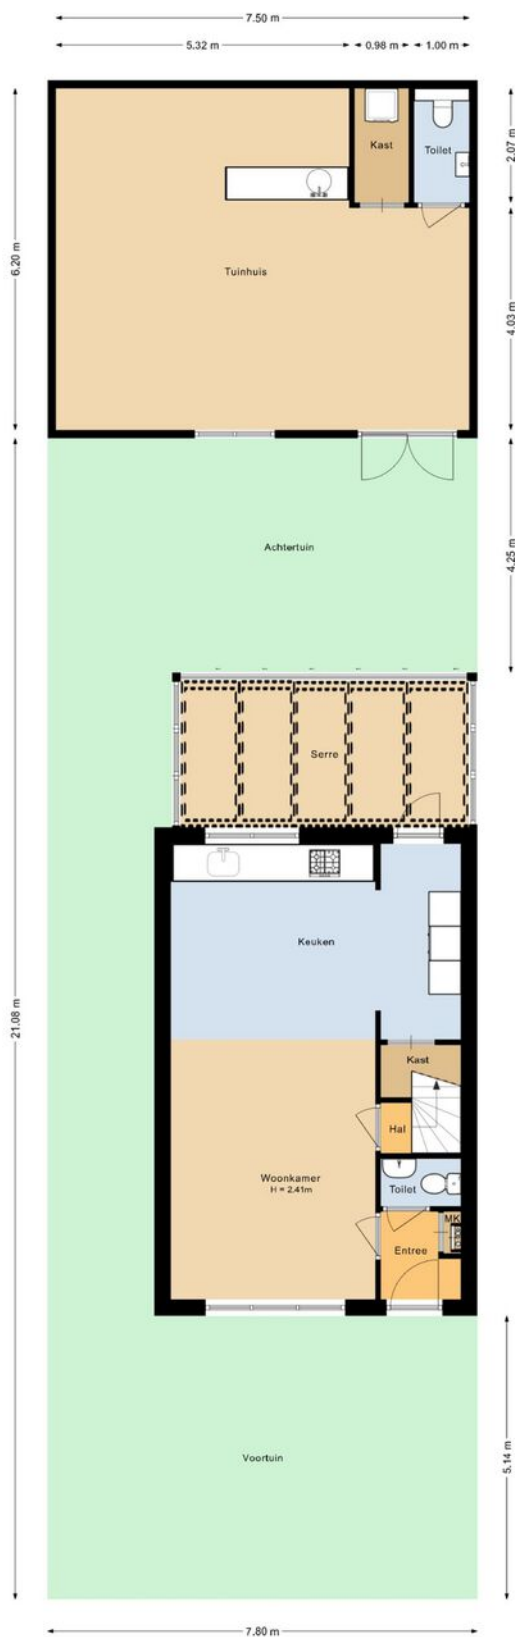 7.50 m
5.32 m
0.98 m
1.00 m
Kast
Toilet
2.07 m
6.20 m
Tuinhuis
4.03 m
Achtertuin
4.25 m
Serre
Keuken
21.08 m
Kast
Hal
Woonkamer
H = 2.41m
Toilet
MK
Entree
Voortuin
5.14 m
7.80 m